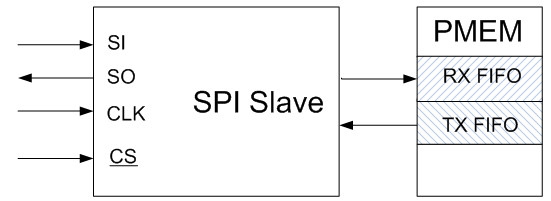 SI
SO
CLK
CS
SPI Slave
PMEM
RX FIFO
TX FIFO